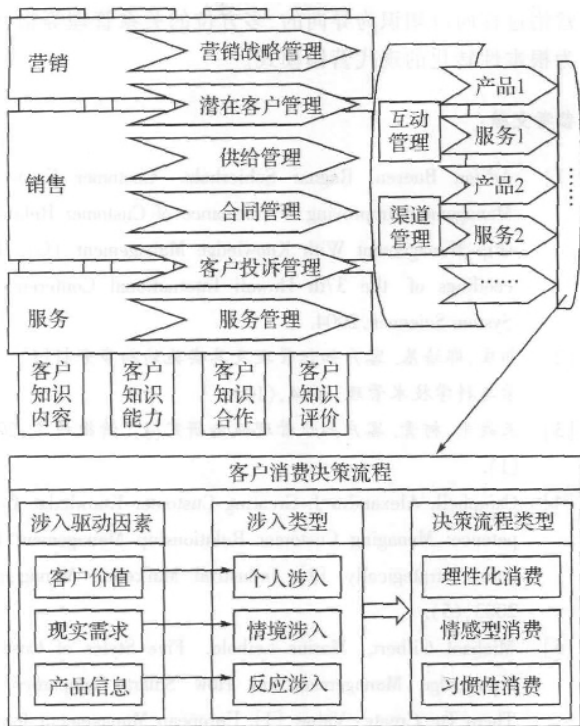 营销
营销战略管理
潜在客户管理
销售
供给管理
合同管理
客户投诉管理
服务
服务管理
互动
管理
渠道
管理
产品1
服务1
产品2
服务2
……
……
客户
知识
内容
客户
知识
能力
客户
知识
合作
客户
知识
评价
客户消费决策流程
涉入驱动因素
涉入类型
决策流程类型
客户价值
个人涉入
理性化消费
现实需求
情境涉入
情感型消费
产品信息
反应涉入
习惯性消费